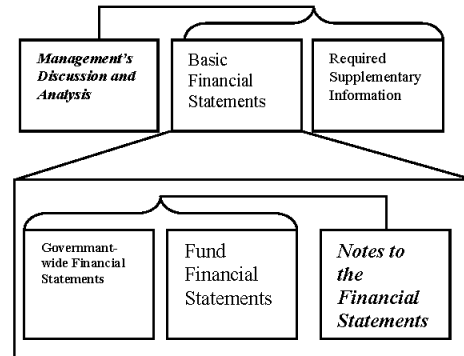 Management's
Discussion and
Analysis
Basic
Financial
Statements
Required
Supplementary
Information
Governmant-
wide Financial
Statements
Fund
Financial
Statements
Notes to
the
Financial
Statements